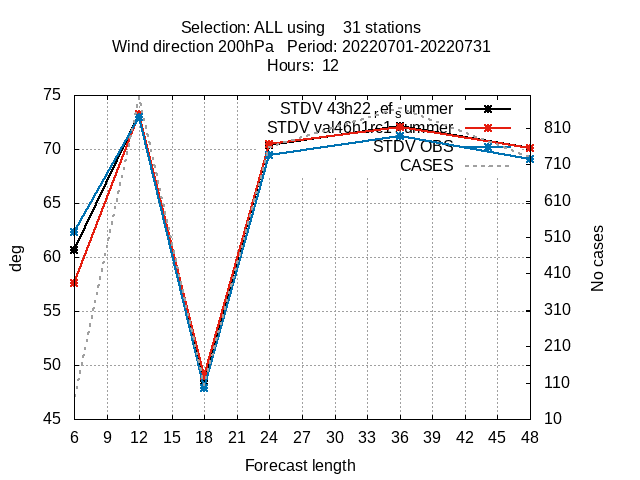 Selection: ALL using    31 stations
Wind direction 200hPa   Period: 20220701-20220731
Hours:  12
75
70
65
60
55
50
45
deg
STDV 43h22refsummer
STDV
STDV OBS
CASES
810
710
610
510
410
310
210
110
10
No cases
6 9 12 15 18 21 24 27 30 33 36 39 42 45 48
Forecast length